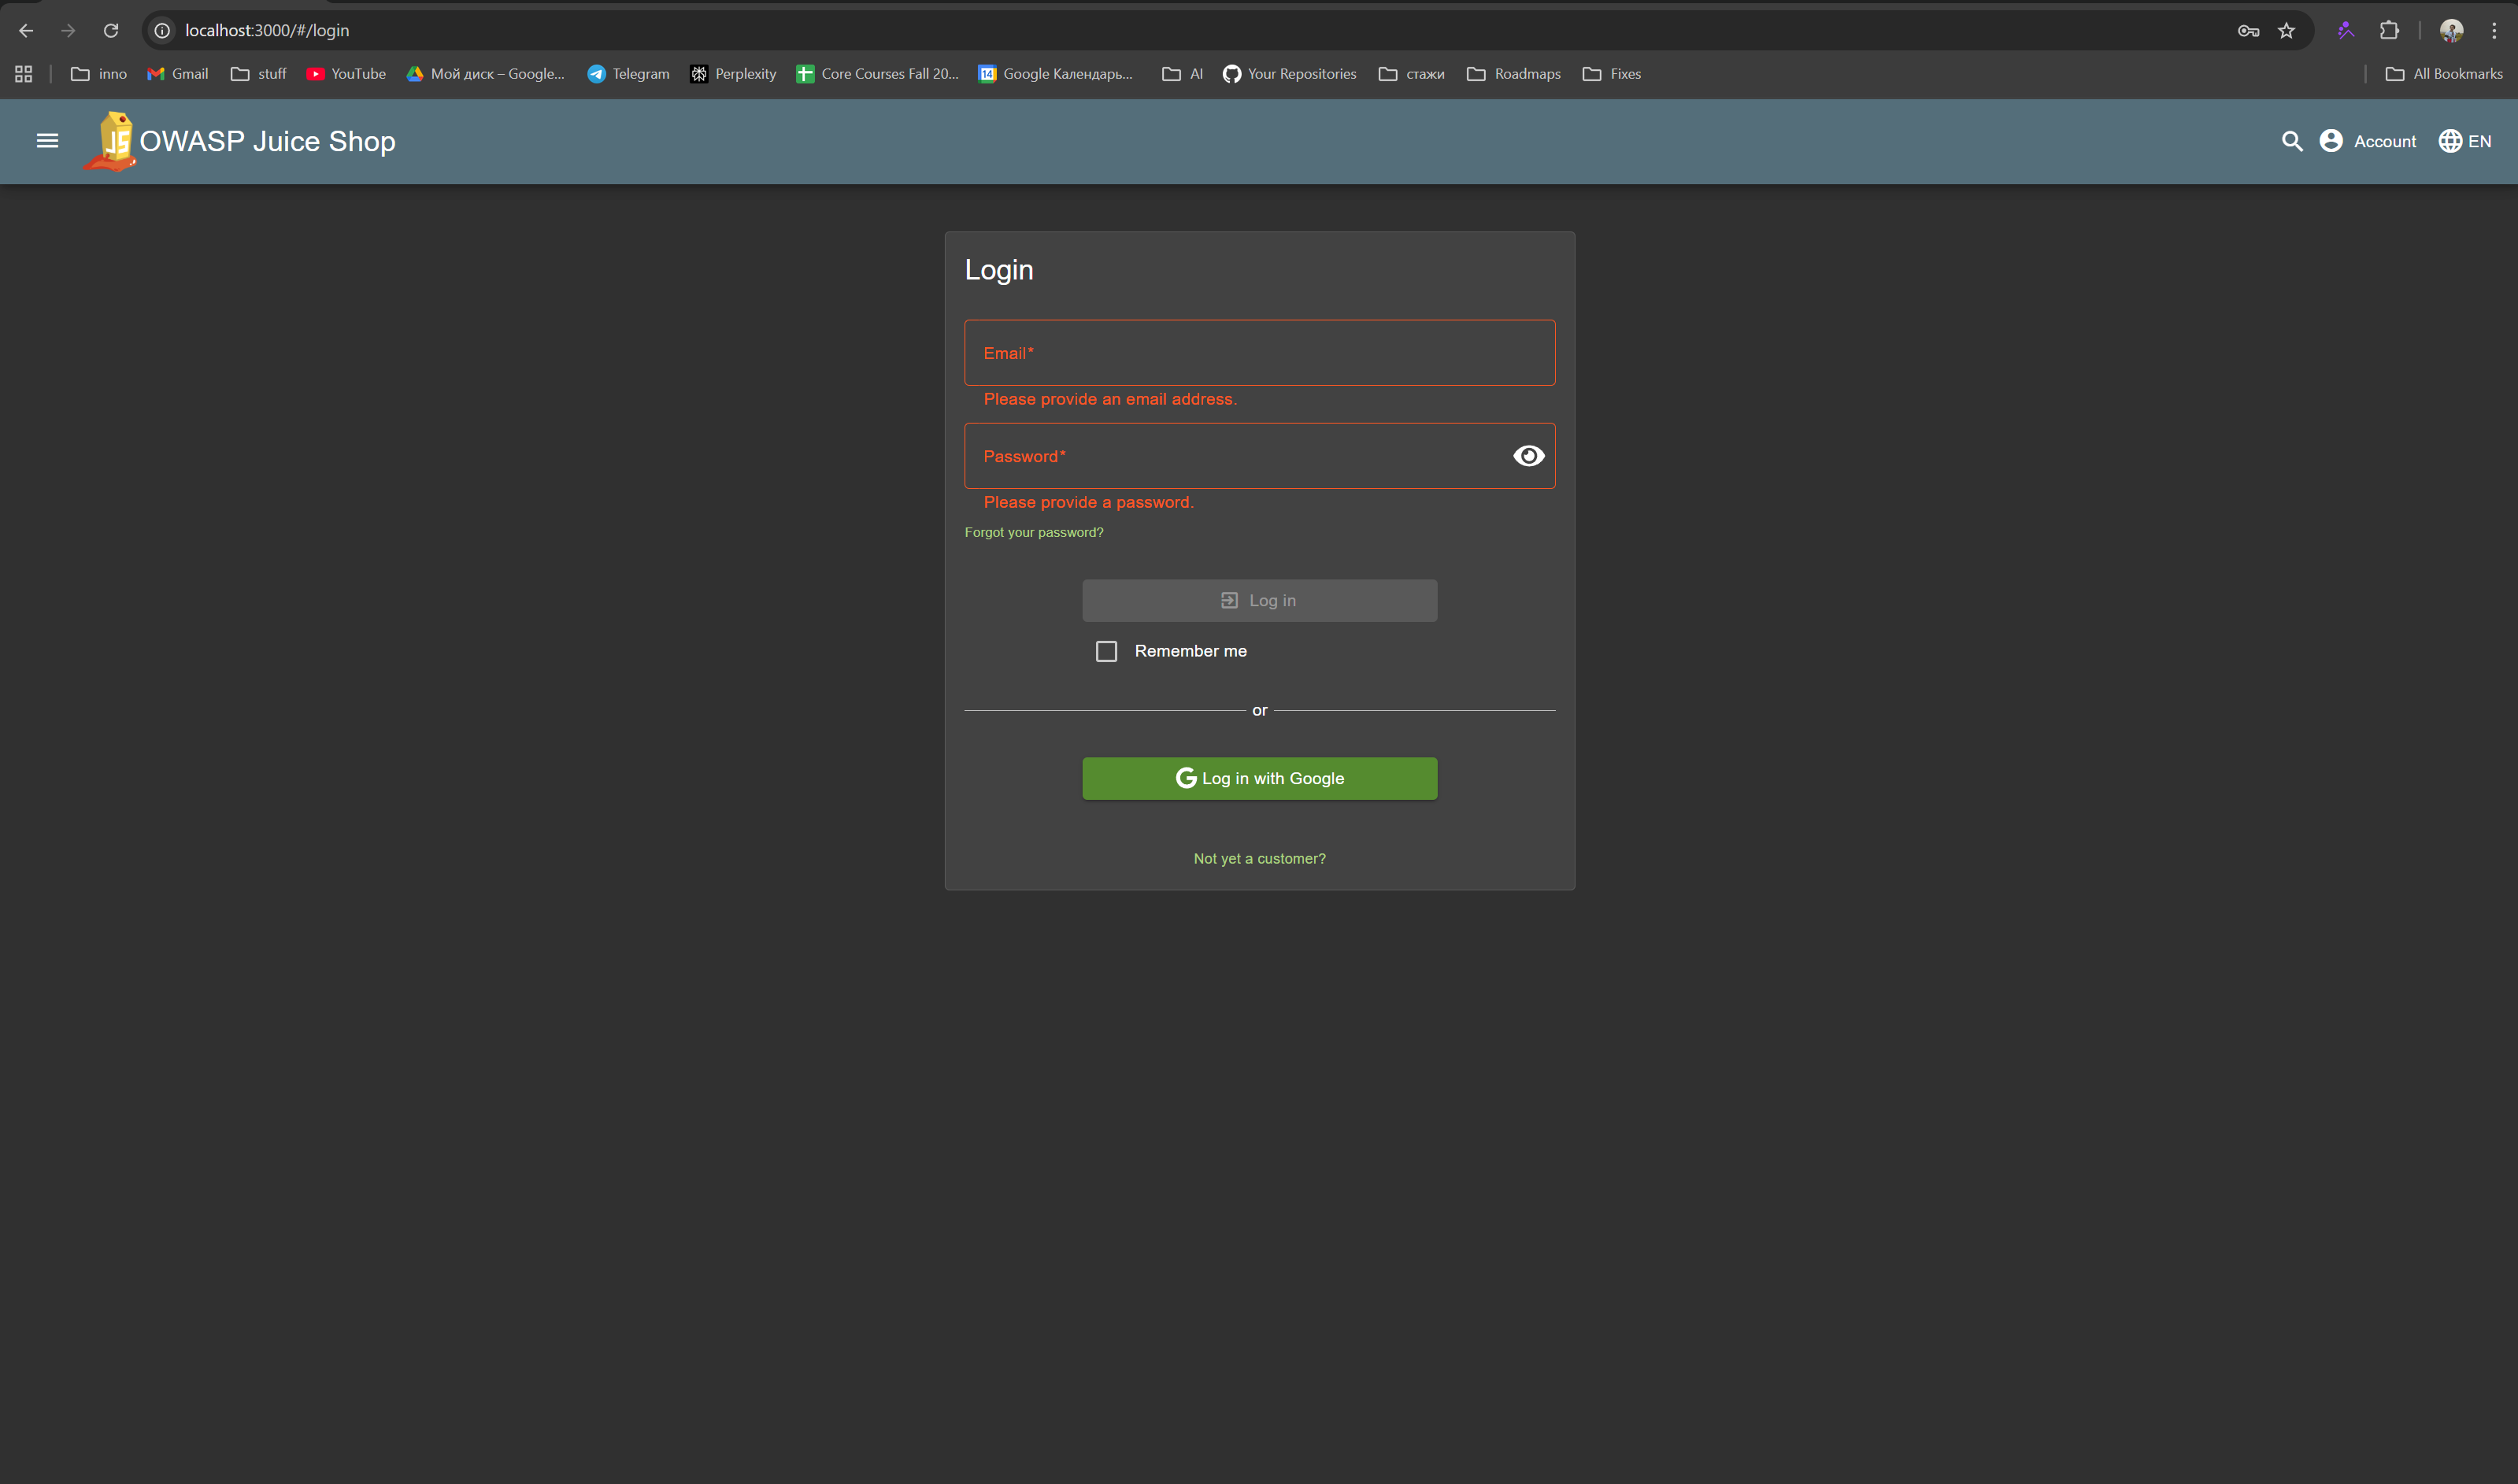 localhost:3000/#/login
inno Gmail stuff YouTube Мой диск – Google... Telegram Perplexity Core Courses Fall 20... 14 Google Календарь... AI Your Repositories стажи Roadmaps Fixes All Bookmarks
JS OWASP Juice Shop Account EN
Login
Email*
Please provide an email address.
Password*
Please provide a password.
Forgot your password?
Log in
Remember me
or
G Log in with Google
Not yet a customer?